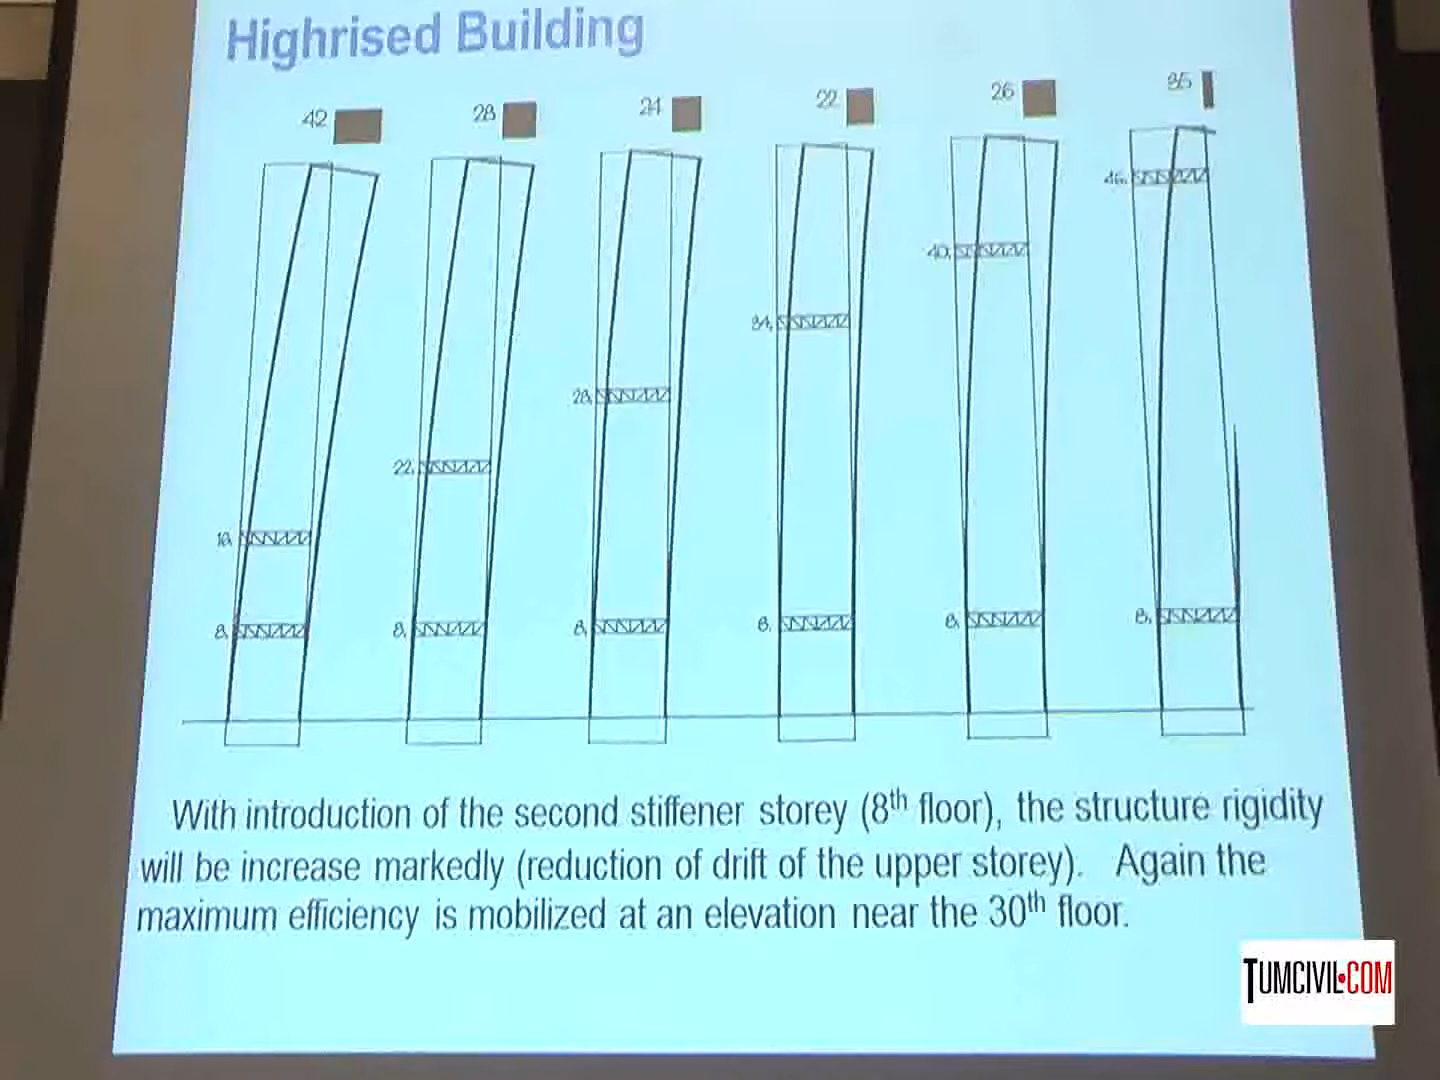 Highrised Building
42 28 24 22 26 35
46.
40.
34.
28.
22.
8. 8. 8. 8. 8. 8.
With introduction of the second stiffener storey (8th floor), the structure rigidity
will be increase markedly (reduction of drift of the upper storey). Again the
maximum efficiency is mobilized at an elevation near the 30th floor.
TUMCIVIL.COM